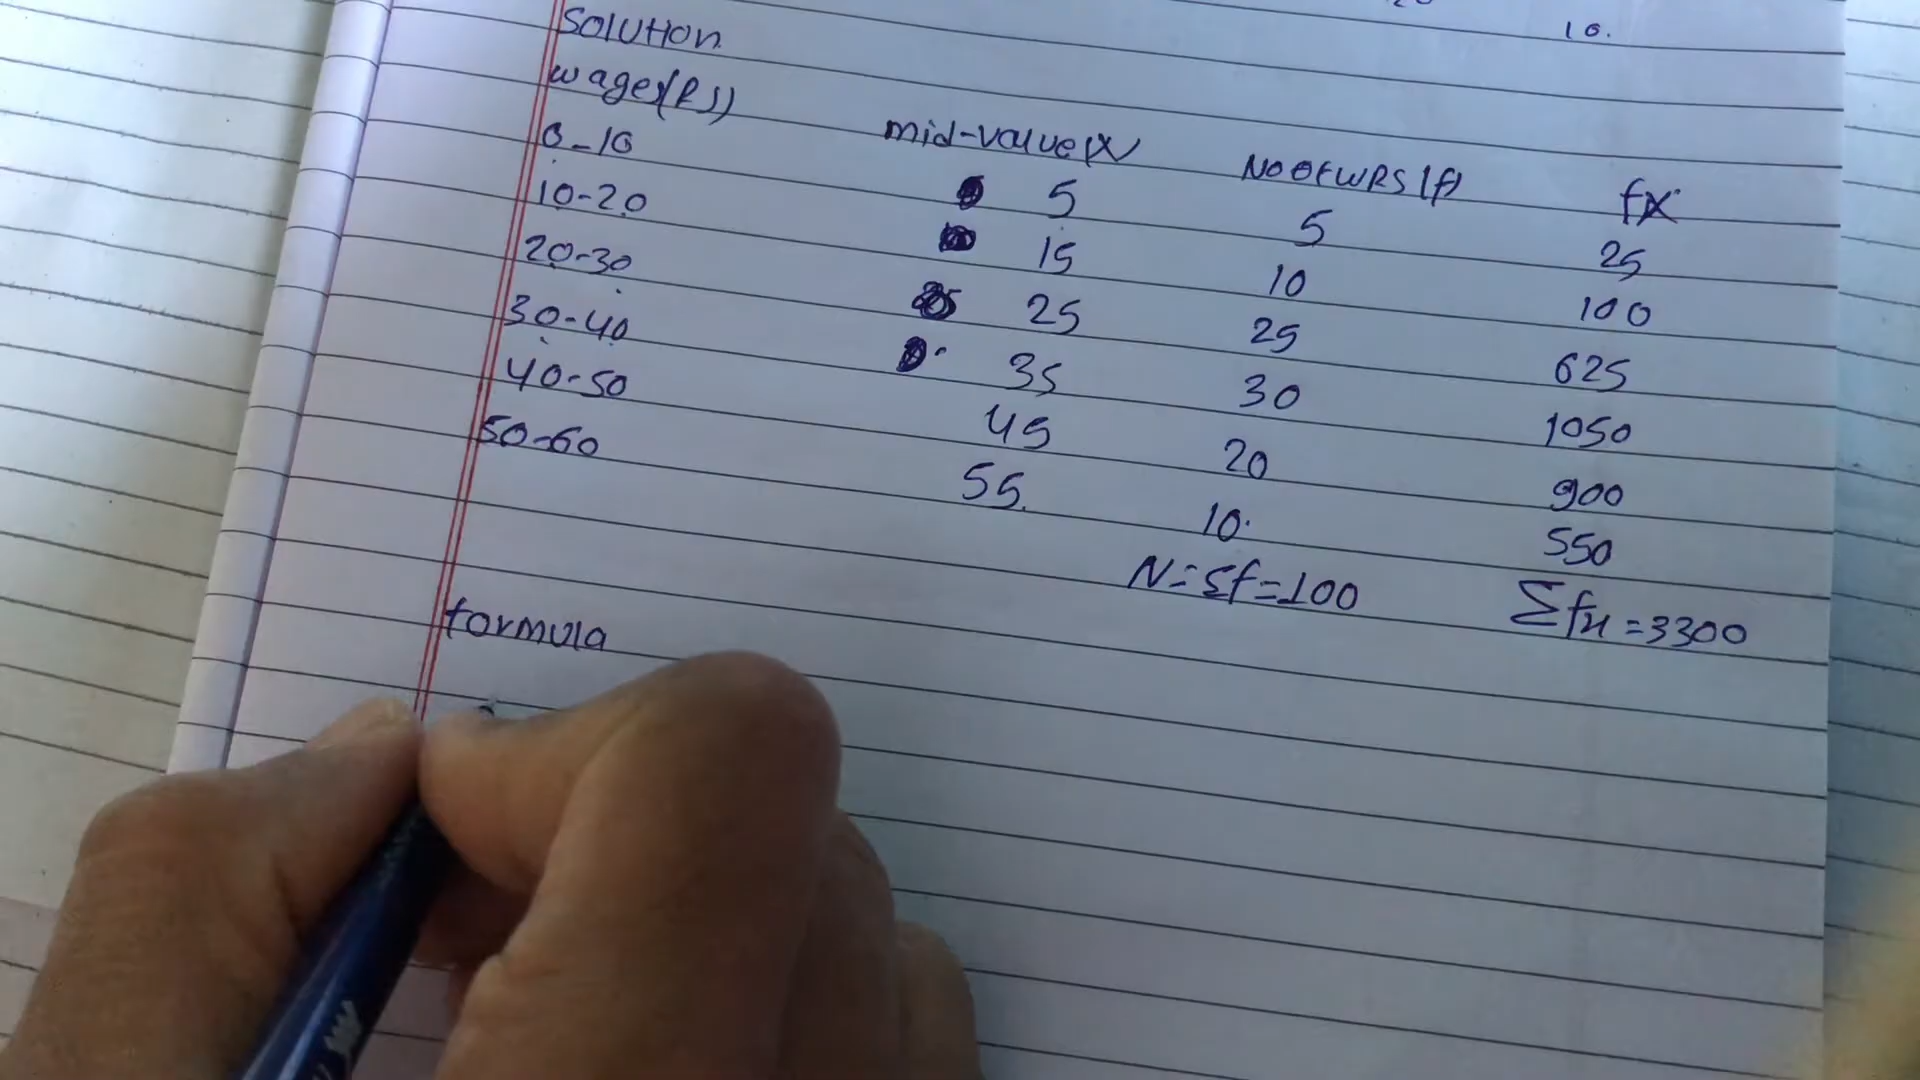 10.
Solution
wages(RS)
mid-value(x) No OF WRS (f) fx
0-10 5 5 25
10-20 15 10 100
20-30 25 25 625
30-40 35 30 1050
40-50 45 20 900
50-60 55 10 550
N=Σf=100 Σfx=3300
formula